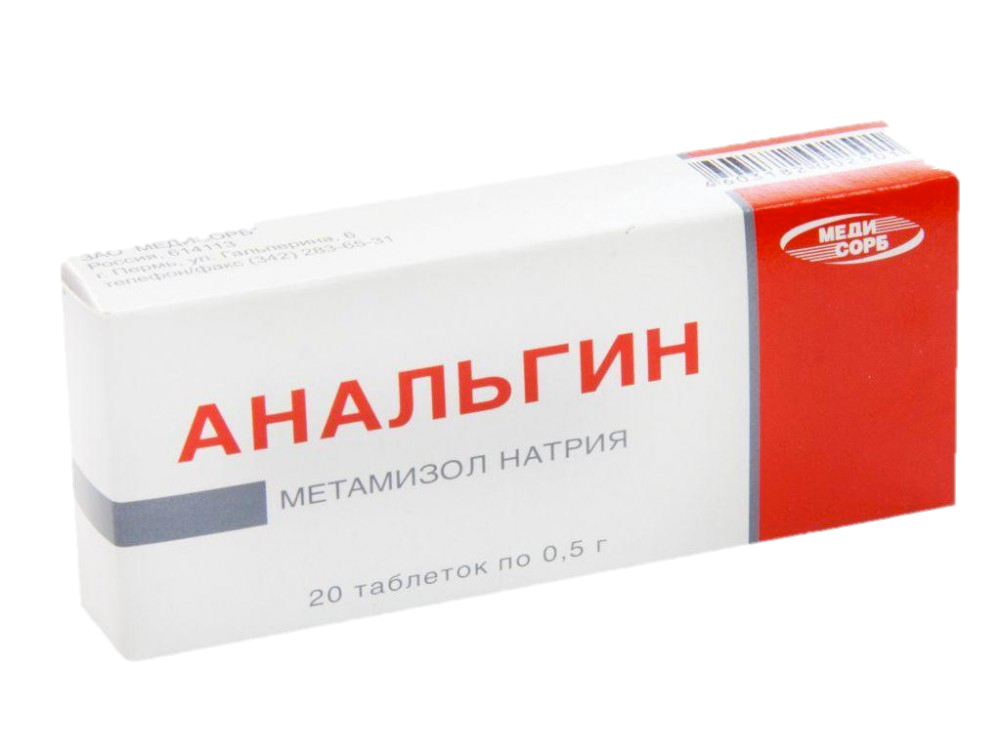 ЗАО "МЕДИСОРБ"
Россия, 614113
г. Пермь, ул. Гальперина, 6
телефон/факс (342) 283-65-31
МЕДИ
СОРБ
АНАЛЬГИН
МЕТАМИЗОЛ НАТРИЯ
20 таблеток по 0,5 г